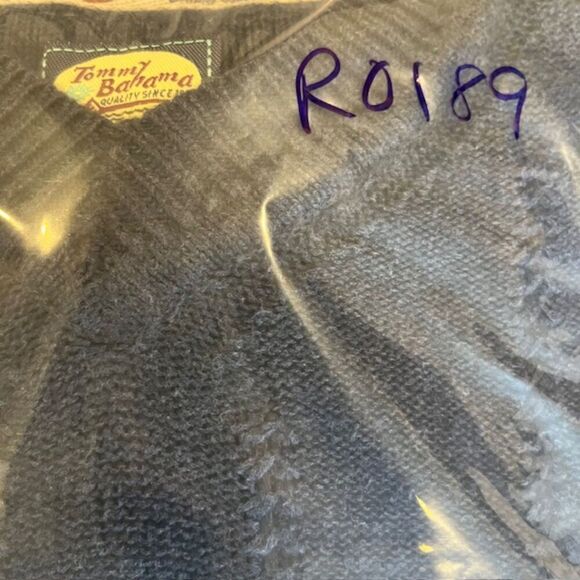 Tommy
Bahama
QUALITY SINCE
R0189